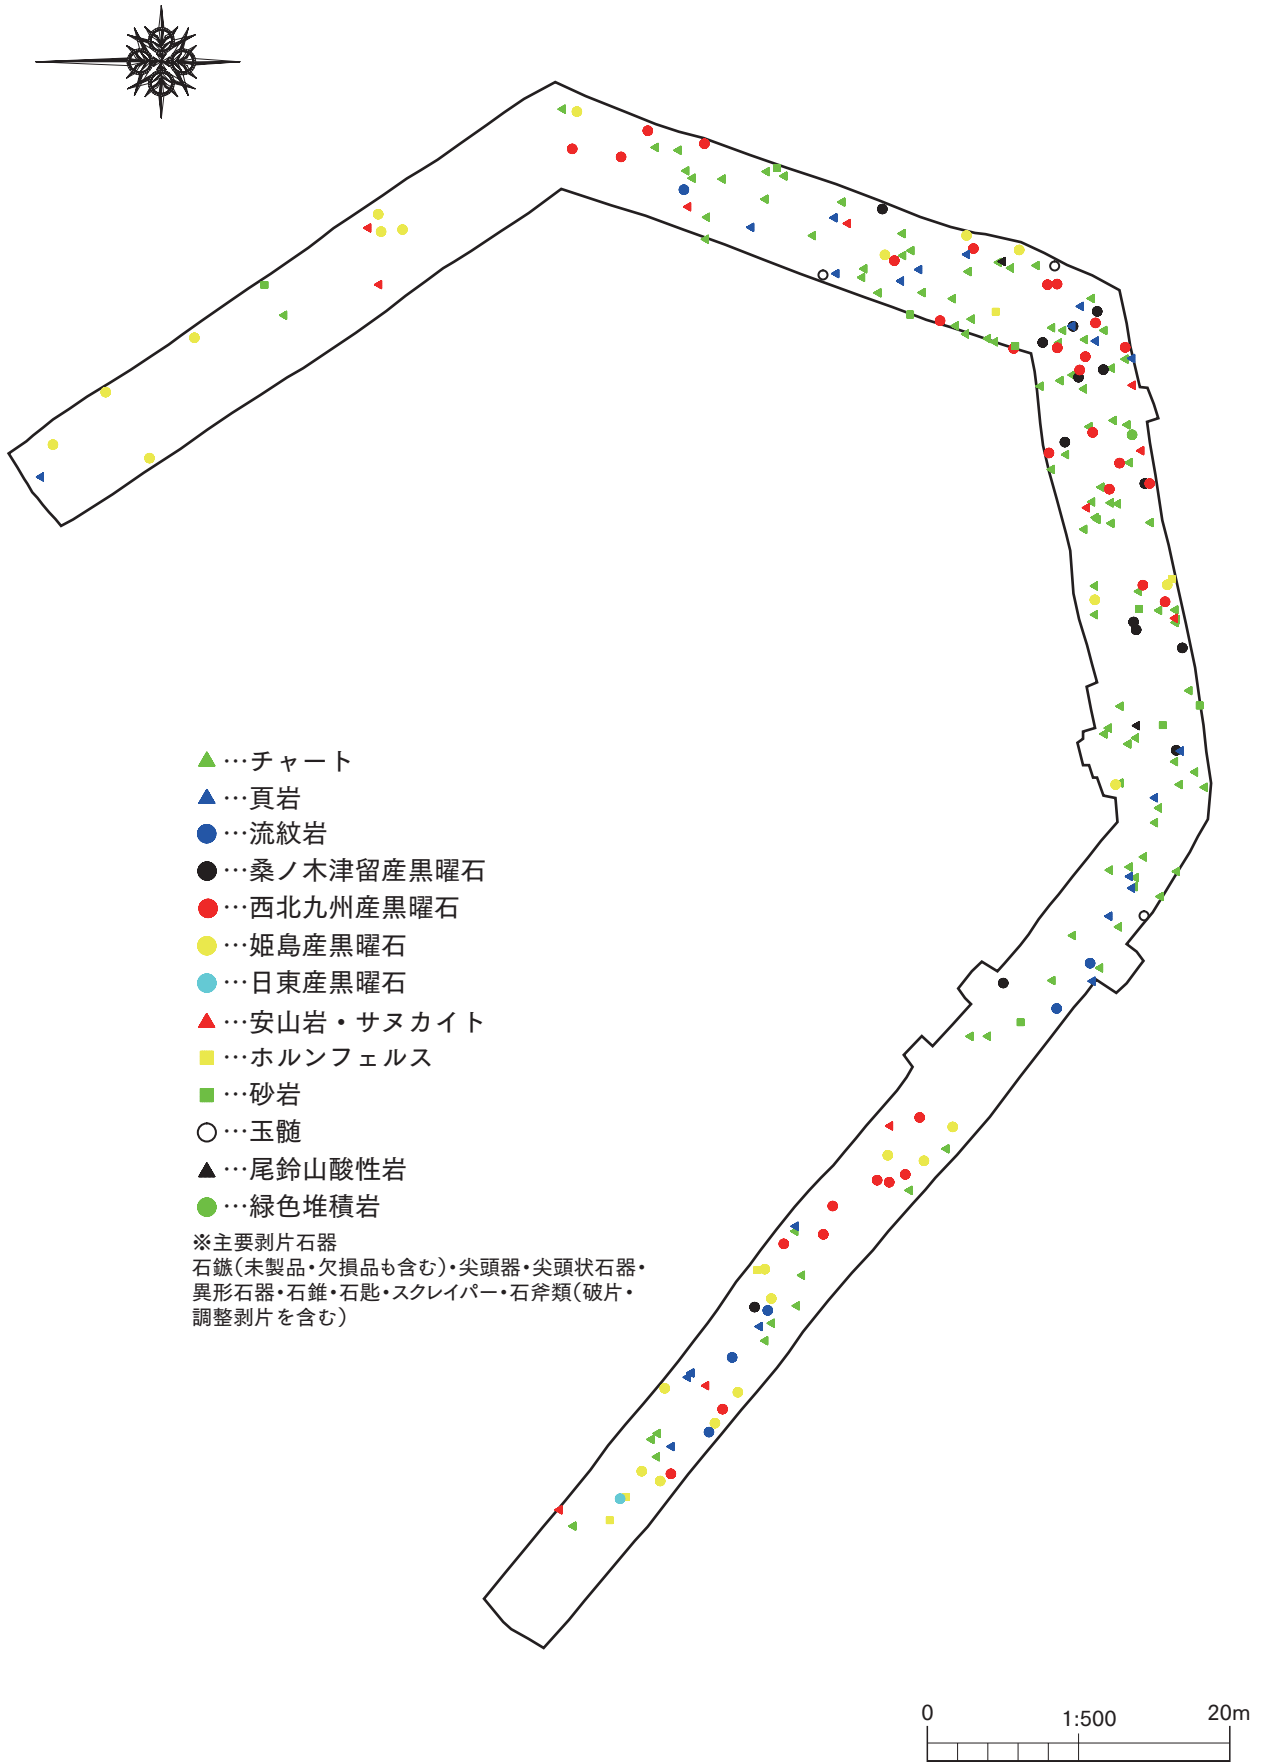 …チャート
…頁岩
…流紋岩
…桑ノ木津留産黒曜石
…西北九州産黒曜石
…姫島産黒曜石
…日東産黒曜石
…安山岩・サヌカイト
…ホルンフェルス
…砂岩
…玉髄
…尾鈴山酸性岩
…緑色堆積岩
※主要剥片石器
石鏃(未製品・欠損品も含む)・尖頭器・尖頭状石器・
異形石器・石錐・石匙・スクレイパー・石斧類(破片・
調整剥片を含む)
0 1:500 20m